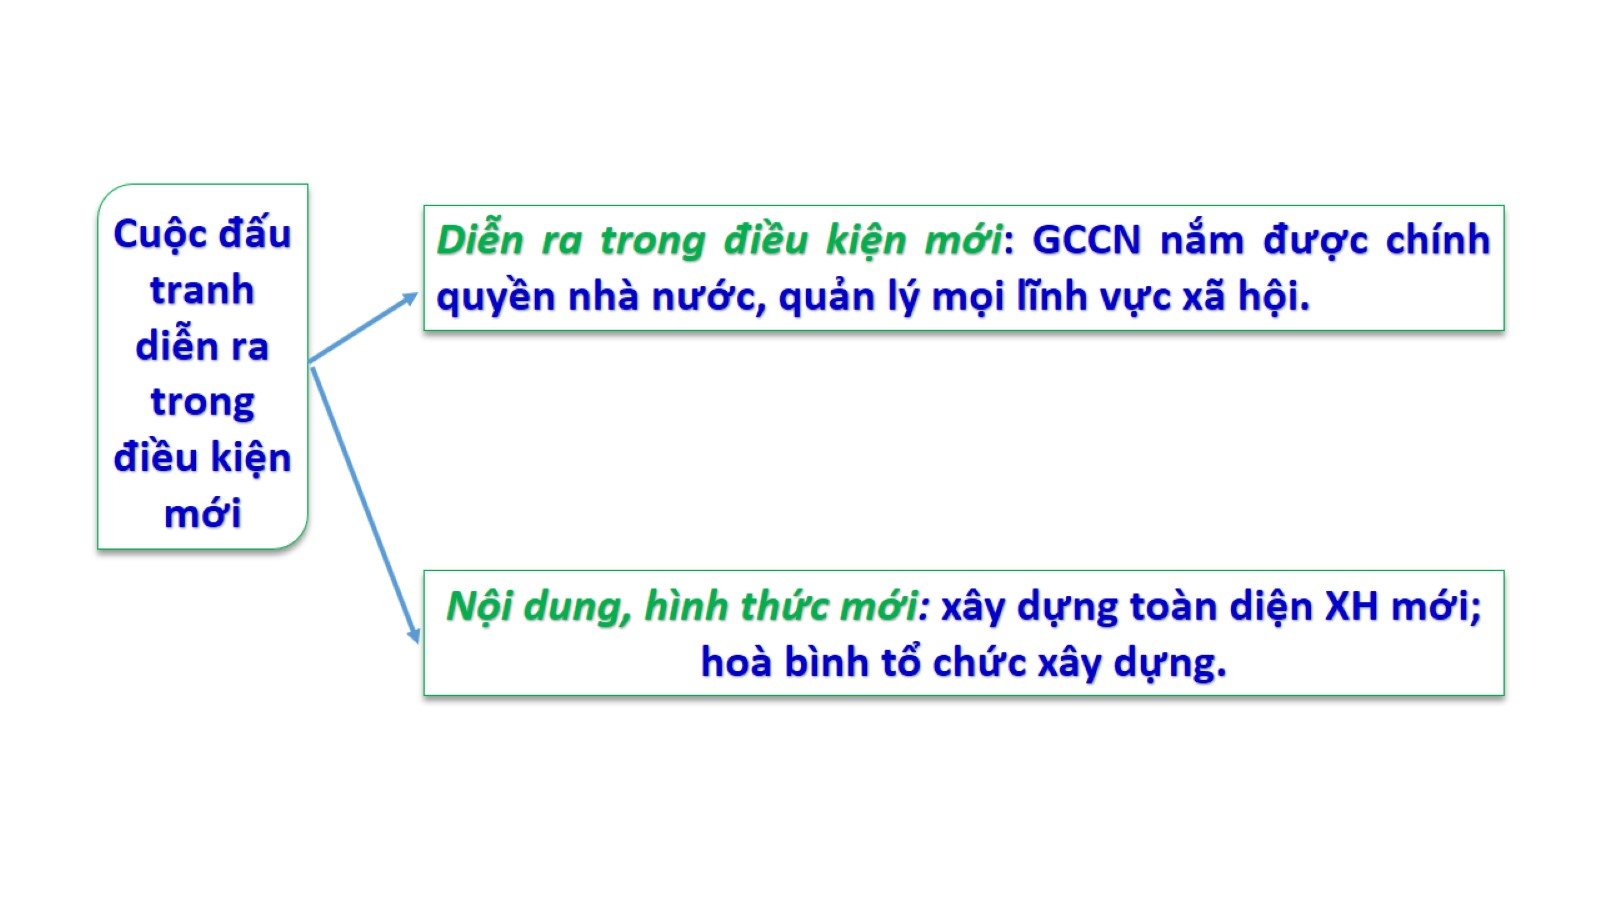 Cuộc đấu
tranh
diễn ra
trong
điều kiện
mới
Diễn ra trong điều kiện mới: GCCN nắm được chính
quyền nhà nước, quản lý mọi lĩnh vực xã hội.
Nội dung, hình thức mới: xây dựng toàn diện XH mới;
hoà bình tổ chức xây dựng.